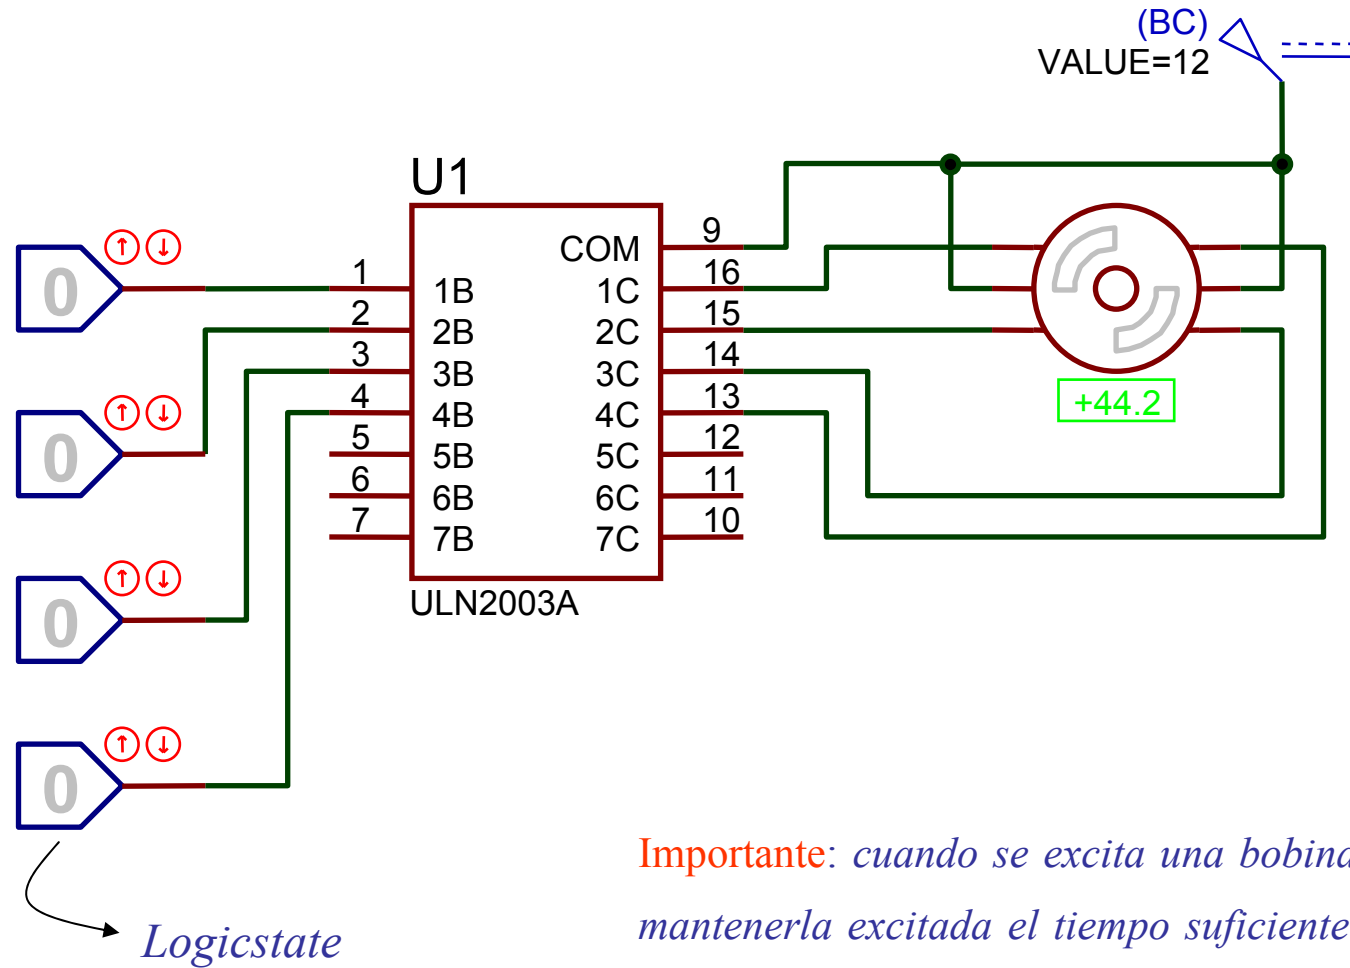 (BC)
VALUE=12
U1
0
0
0
0
1
2
3
4
5
6
7
1B
2B
3B
4B
5B
6B
7B
COM
1C
2C
3C
4C
5C
6C
7C
9
16
15
14
13
12
11
10
ULN2003A
+44.2
Importante: cuando se excita una bobina
mantenerla excitada el tiempo suficiente
Logicstate